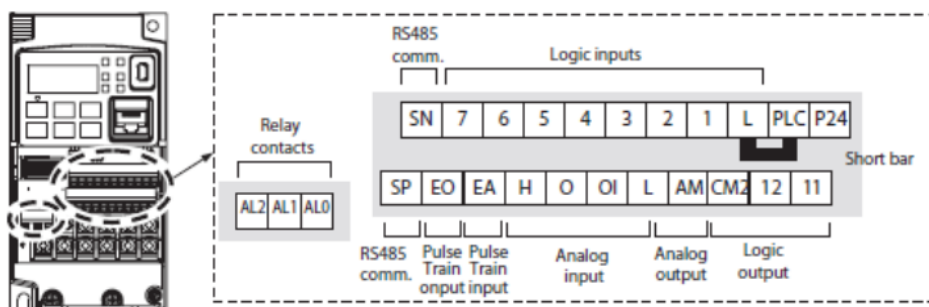 RS485
comm.
Logic inputs
SN 7 6 5 4 3 2 1 L PLC P24
Relay
contacts
Short bar
AL2 AL1 AL0
SP EO EA H O OI L AM CM2 12 11
RS485
comm.
Pulse
Train
onput
Pulse
Train
input
Analog
input
Analog
output
Logic
output